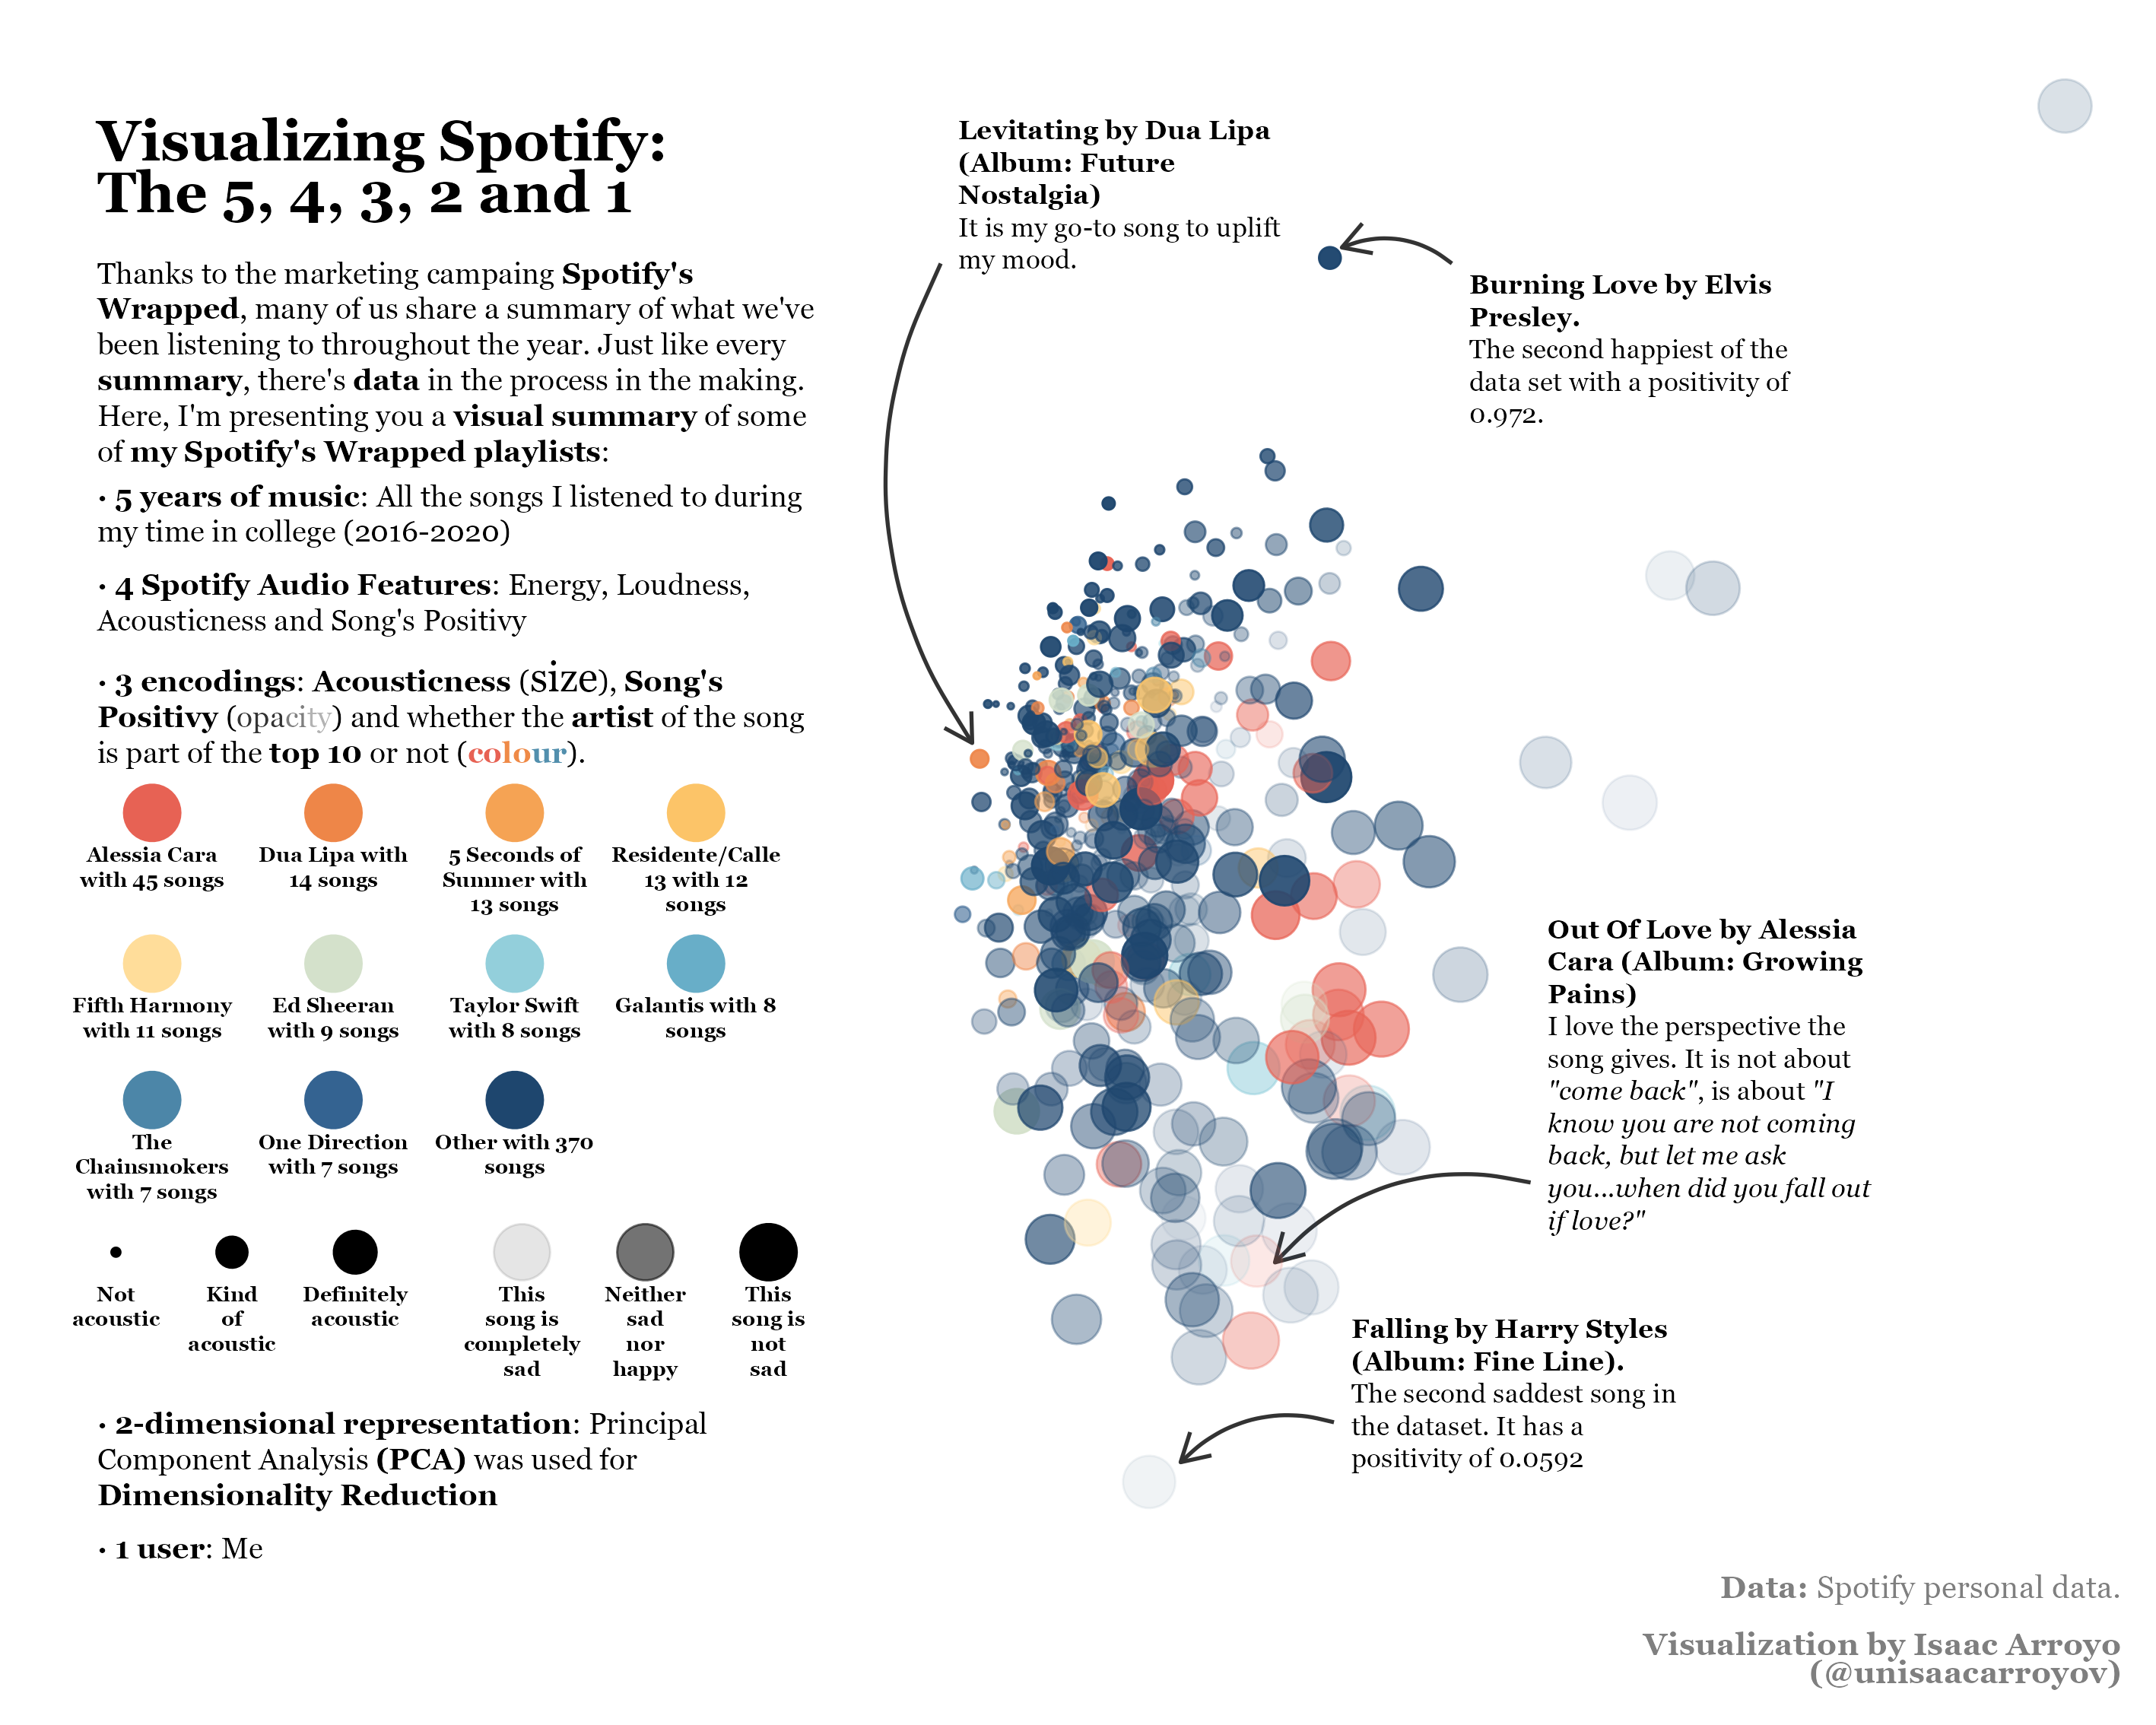 Visualizing Spotify:
The 5, 4, 3, 2 and 1
Thanks to the marketing campaing Spotify's
Wrapped, many of us share a summary of what we've
been listening to throughout the year. Just like every
summary, there's data in the process in the making.
Here, I'm presenting you a visual summary of some
of my Spotify's Wrapped playlists:
· 5 years of music: All the songs I listened to during
my time in college (2016-2020)
· 4 Spotify Audio Features: Energy, Loudness,
Acousticness and Song's Positivy
· 3 encodings: Acousticness (size), Song's
Positivy (opacity) and whether the artist of the song
is part of the top 10 or not (colour).
Alessia Cara
with 45 songs
Dua Lipa with
14 songs
5 Seconds of
Summer with
13 songs
Residente/Calle
13 with 12
songs
Fifth Harmony
with 11 songs
Ed Sheeran
with 9 songs
Taylor Swift
with 8 songs
Galantis with 8
songs
The
Chainsmokers
with 7 songs
One Direction
with 7 songs
Other with 370
songs
Not
acoustic
Kind
of
acoustic
Definitely
acoustic
This
song is
completely
sad
Neither
sad
nor
happy
This
song is
not
sad
· 2-dimensional representation: Principal
Component Analysis (PCA) was used for
Dimensionality Reduction
· 1 user: Me
Levitating by Dua Lipa
(Album: Future
Nostalgia)
It is my go-to song to uplift
my mood.
Burning Love by Elvis
Presley.
The second happiest of the
data set with a positivity of
0.972.
Out Of Love by Alessia
Cara (Album: Growing
Pains)
I love the perspective the
song gives. It is not about
"come back", is about "I
know you are not coming
back, but let me ask
you...when did you fall out
if love?"
Falling by Harry Styles
(Album: Fine Line).
The second saddest song in
the dataset. It has a
positivity of 0.0592
Data: Spotify personal data.
Visualization by Isaac Arroyo
(@unisaacarroyov)